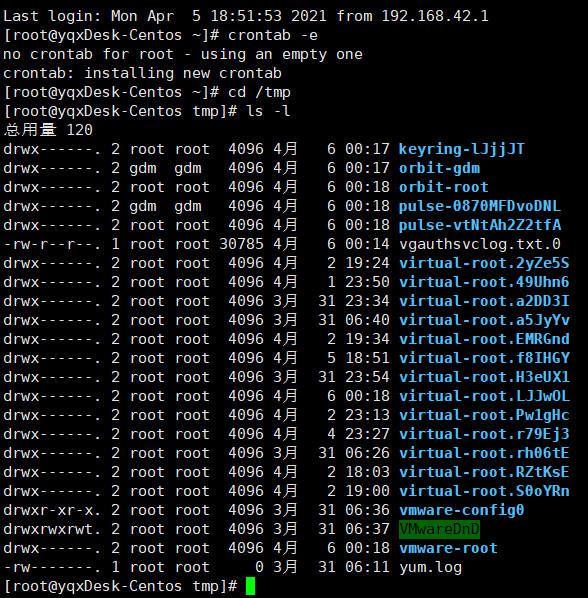 Last login: Mon Apr  5 18:51:53 2021 from 192.168.42.1
[root@yqxDesk-Centos ~]# crontab -e
no crontab for root - using an empty one
crontab: installing new crontab
[root@yqxDesk-Centos ~]# cd /tmp
[root@yqxDesk-Centos tmp]# ls -l
总用量 120
drwx------. 2 root root  4096 4月   6 00:17 keyring-lJjjJT
drwx------. 2 gdm  gdm   4096 4月   6 00:17 orbit-gdm
drwx------. 2 root root  4096 4月   6 00:18 orbit-root
drwx------. 2 gdm  gdm   4096 4月   6 00:18 pulse-0870MFDvoDNL
drwx------. 2 root root  4096 4月   6 00:18 pulse-vtNtAh2Z2tfA
-rw-r--r--. 1 root root 30785 4月   6 00:14 vgauthsvclog.txt.0
drwx------. 2 root root  4096 4月   2 19:24 virtual-root.2yZe5S
drwx------. 2 root root  4096 4月   1 23:50 virtual-root.49Uhn6
drwx------. 2 root root  4096 3月  31 23:34 virtual-root.a2DD3I
drwx------. 2 root root  4096 3月  31 06:40 virtual-root.a5JyYv
drwx------. 2 root root  4096 4月   2 19:34 virtual-root.EMRGnd
drwx------. 2 root root  4096 4月   5 18:51 virtual-root.f8IHGY
drwx------. 2 root root  4096 3月  31 23:54 virtual-root.H3eUX1
drwx------. 2 root root  4096 4月   6 00:18 virtual-root.LJJwOL
drwx------. 2 root root  4096 4月   2 23:13 virtual-root.Pw1gHc
drwx------. 2 root root  4096 4月   4 23:27 virtual-root.r79Ej3
drwx------. 2 root root  4096 3月  31 06:26 virtual-root.rh06tE
drwx------. 2 root root  4096 4月   2 18:03 virtual-root.RZtKsE
drwx------. 2 root root  4096 4月   2 19:00 virtual-root.S0oYRn
drwxr-xr-x. 2 root root  4096 3月  31 06:36 vmware-config0
drwxrwxrwt. 2 root root  4096 3月  31 06:37 VMwareDnD
drwx------. 2 root root  4096 4月   6 00:18 vmware-root
-rw-------. 1 root root     0 3月  31 06:11 yum.log
[root@yqxDesk-Centos tmp]#